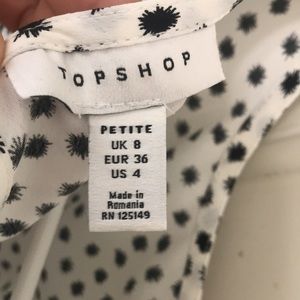 TOPSHOP
PETITE
UK 8
EUR 36
US 4
Made in
Romania
RN 125149